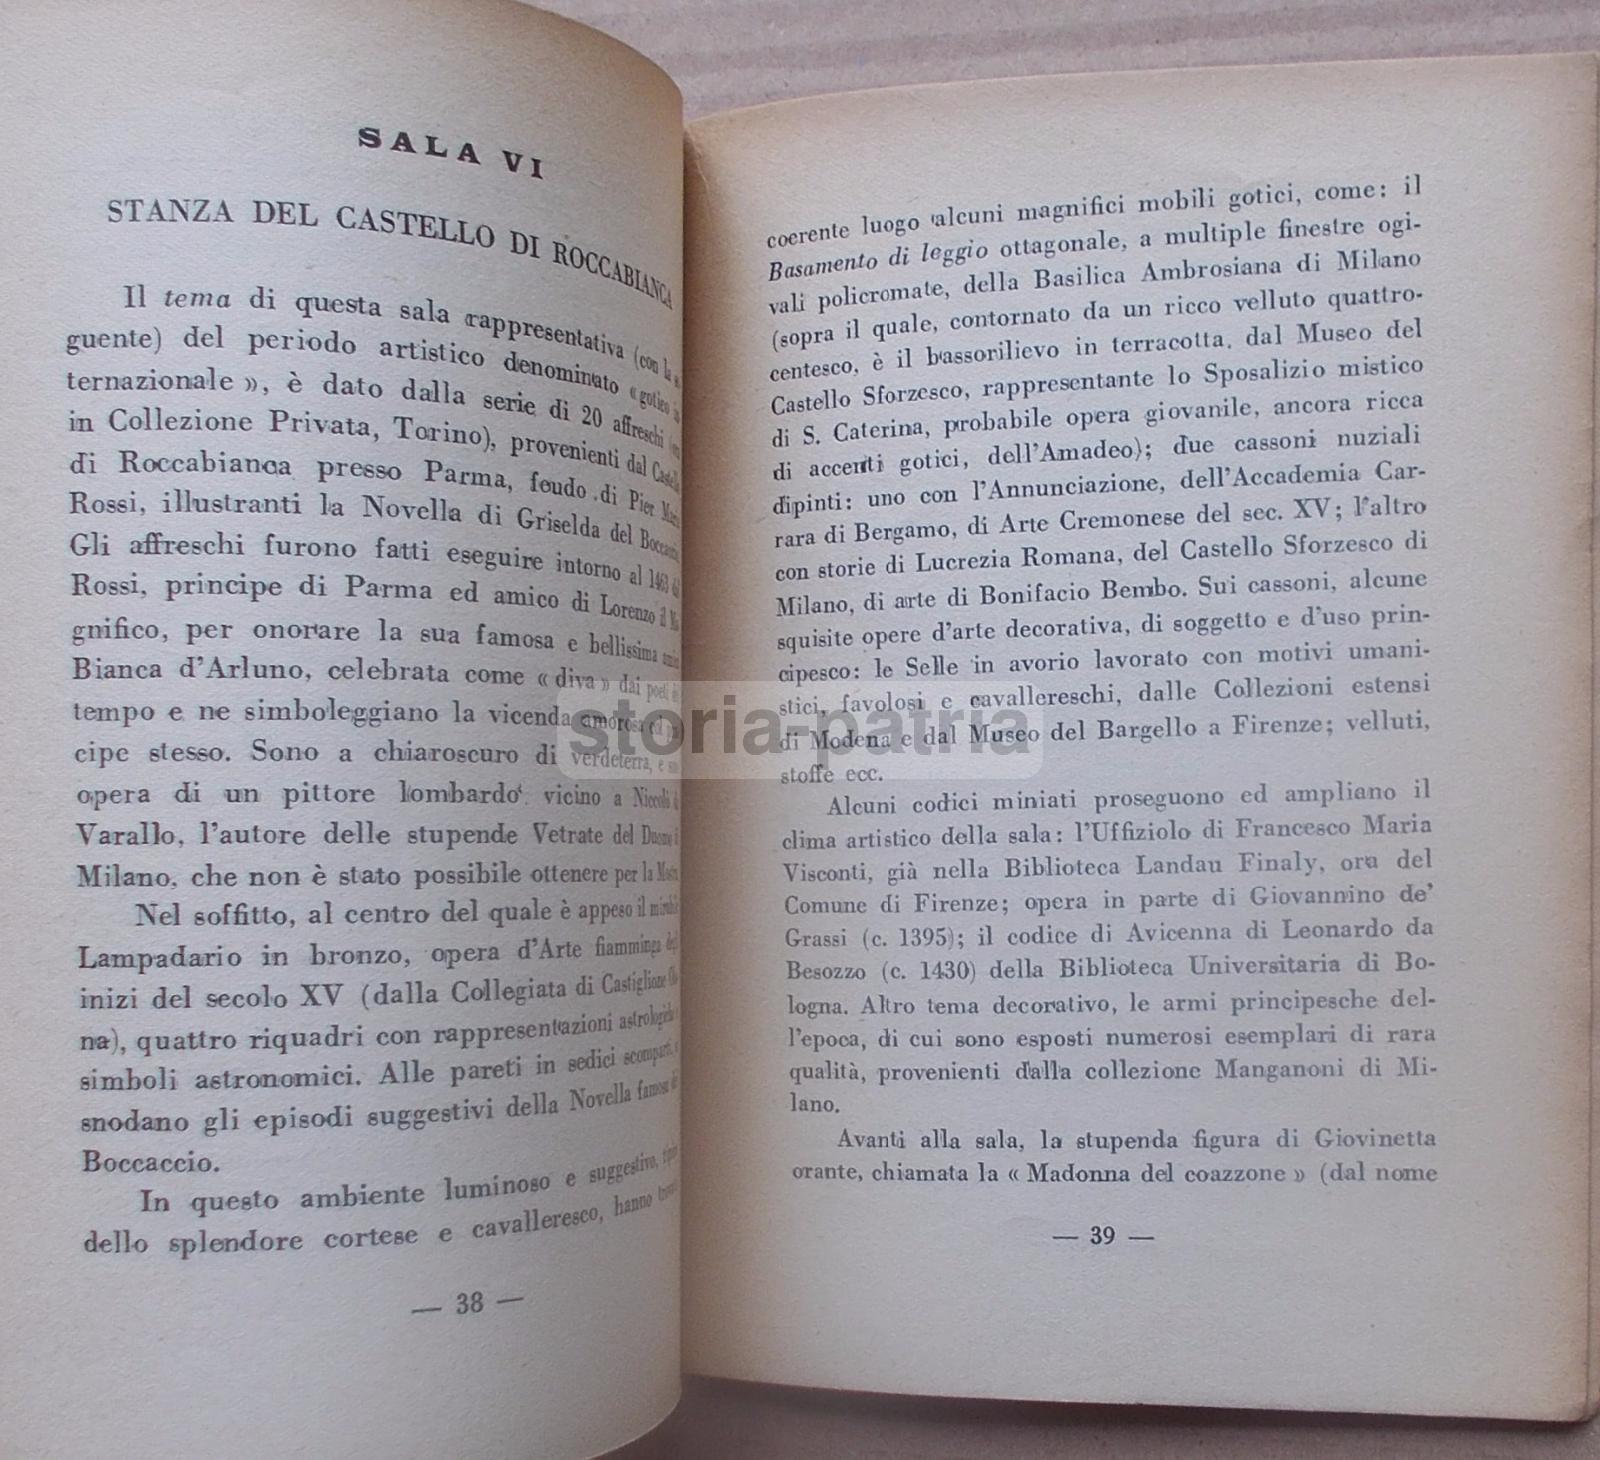 SALA VI
STANZA DEL CASTELLO DI ROCCABIANCA
Il tema di questa sala rappresentativa (con la se-
guente) del periodo artistico denominato « gotico in-
ternazionale », è dato dalla serie di 20 affreschi (ora
in Collezione Privata, Torino), provenienti dal Castello
di Roccabianca presso Parma, feudo di Pier Maria
Rossi, illustranti la Novella di Griselda del Boccaccio.
Gli affreschi furono fatti eseguire intorno al 1463 dal
Rossi, principe di Parma ed amico di Lorenzo il Ma-
gnifico, per onorare la sua famosa e bellissima amica
Bianca d'Arluno, celebrata come « diva » dai poeti del
tempo e ne simboleggiano la vicenda amorosa col prin-
cipe stesso. Sono a chiaroscuro di verdeterra, e sono
opera di un pittore lombardo vicino a Niccolò da
Varallo, l'autore delle stupende Vetrate del Duomo di
Milano, che non è stato possibile ottenere per la Mostra.
Nel soffitto, al centro del quale è appeso il mirabile
Lampadario in bronzo, opera d'Arte fiamminga degli
inizi del secolo XV (dalla Collegiata di Castiglione Olo-
na), quattro riquadri con rappresentazioni astrologiche e
simboli astronomici. Alle pareti in sedici scomparti, si
snodano gli episodi suggestivi della Novella famosa del
Boccaccio.
In questo ambiente luminoso e suggestivo,
dello splendore cortese e cavalleresco, hanno trovato
— 38 —
coerente luogo alcuni magnifici mobili gotici, come: il
Basamento di leggio ottagonale, a multiple finestre ogi-
vali policromate, della Basilica Ambrosiana di Milano
(sopra il quale, contornato da un ricco velluto quattro-
centesco, è il bassorilievo in terracotta, dal Museo del
Castello Sforzesco, rappresentante lo Sposalizio mistico
di S. Caterina, probabile opera giovanile, ancora ricca
di accenti gotici, dell'Amadeo); due cassoni nuziali
dipinti: uno con l'Annunciazione, dell'Accademia Car-
rara di Bergamo, di Arte Cremonese del sec. XV; l'altro
con storie di Lucrezia Romana, del Castello Sforzesco di
Milano, di arte di Bonifacio Bembo. Sui cassoni, alcune
squisite opere d'arte decorativa, di soggetto e d'uso prin-
cipesco: le Selle in avorio lavorato con motivi umani-
stici, favolosi e cavallereschi, dalle Collezioni estensi
di Modena e dal Museo del Bargello a Firenze; velluti,
stoffe ecc.
Alcuni codici miniati proseguono ed ampliano il
clima artistico della sala: l'Uffiziolo di Francesco Maria
Visconti, già nella Biblioteca Landau Finaly, ora del
Comune di Firenze; opera in parte di Giovannino de'
Grassi (c. 1395); il codice di Avicenna di Leonardo da
Besozzo (c. 1430) della Biblioteca Universitaria di Bo-
logna. Altro tema decorativo, le armi principesche del-
l'epoca, di cui sono esposti numerosi esemplari di rara
qualità, provenienti dalla collezione Manganoni di Mi-
lano.
Avanti alla sala, la stupenda figura di Giovinetta
orante, chiamata la « Madonna del coazzone » (dal nome
— 39 —
storia-patria